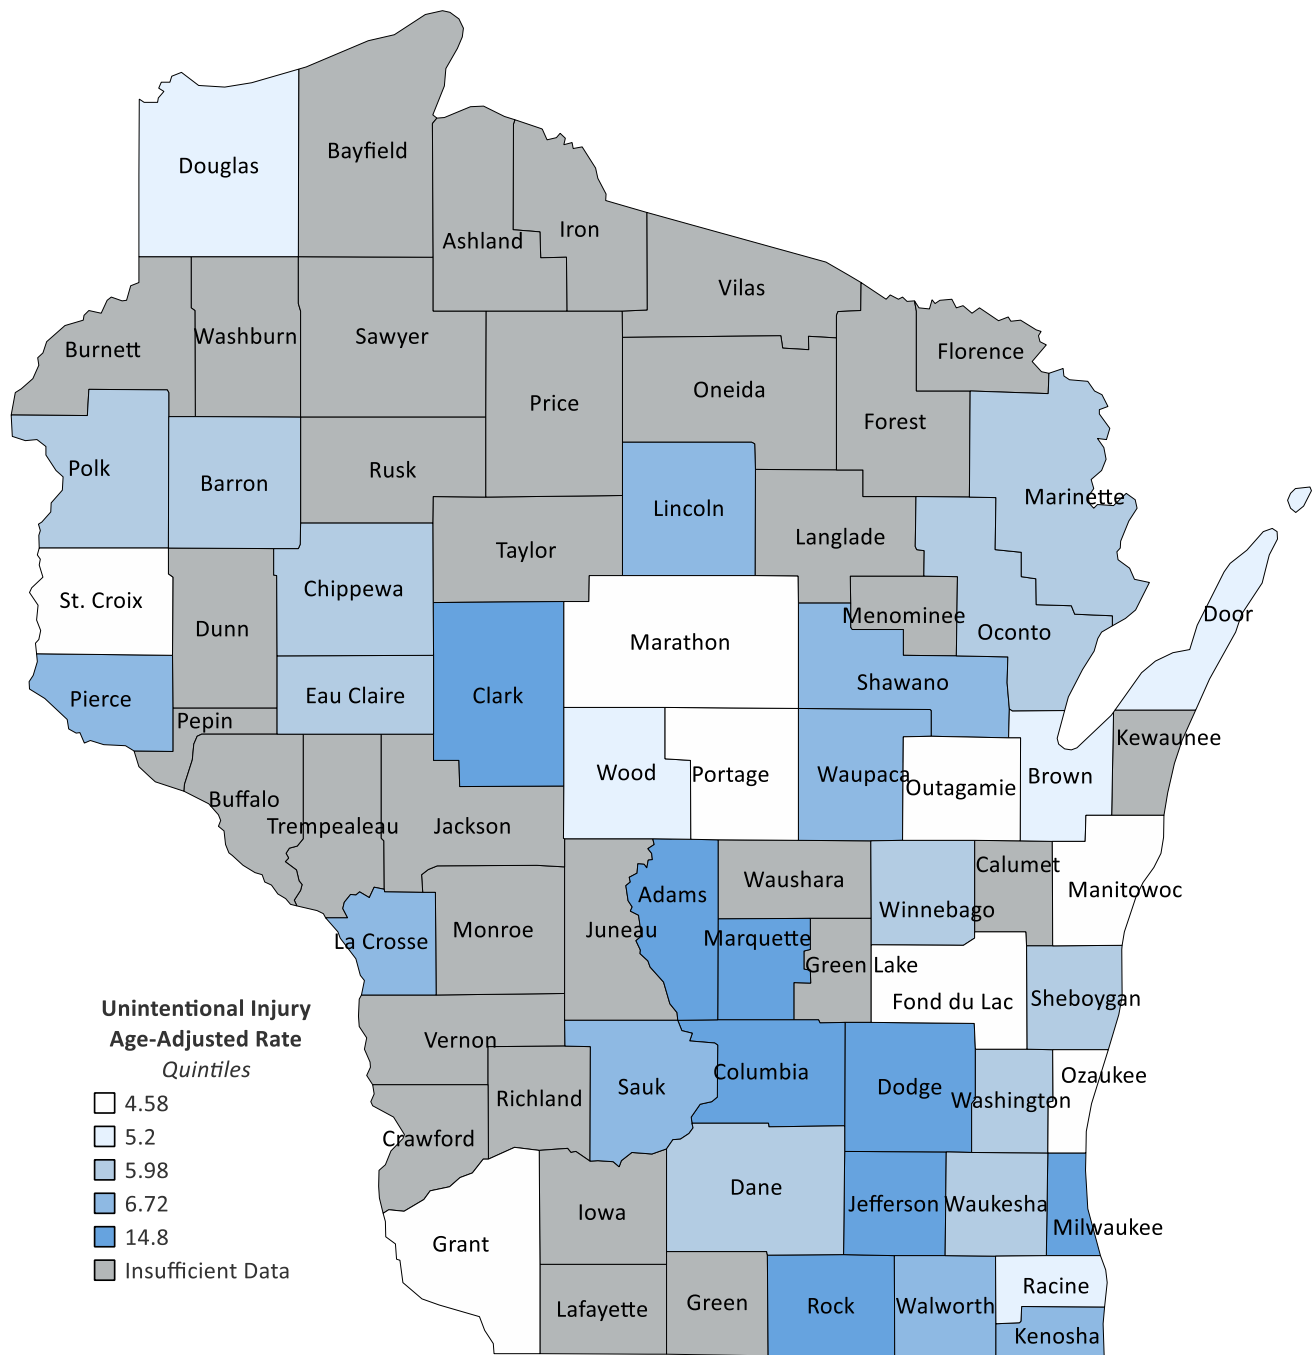 Douglas
Bayfield
Ashland
Iron
Vilas
Burnett
Washburn
Sawyer
Florence
Oneida
Price
Forest
Polk
Barron
Rusk
Marinette
Lincoln
Langlade
Taylor
Chippewa
St. Croix
Door
Menominee
Dunn
Oconto
Marathon
Shawano
Eau Claire
Clark
Pierce
Pepin
Kewaunee
Wood
Portage
Waupaca
Brown
Outagamie
Buffalo
Trempealeau
Jackson
Calumet
Waushara
Manitowoc
Adams
Winnebago
Monroe
Juneau
La Crosse
Marquette
Green Lake
Sheboygan
Fond du Lac
Unintentional Injury
Age-Adjusted Rate
Quintiles
4.58
5.2
5.98
6.72
14.8
Insufficient Data
Vernon
Columbia
Ozaukee
Sauk
Dodge
Richland
Washington
Crawford
Dane
Jefferson
Waukesha
Iowa
Milwaukee
Grant
Racine
Green
Rock
Walworth
Lafayette
Kenosha